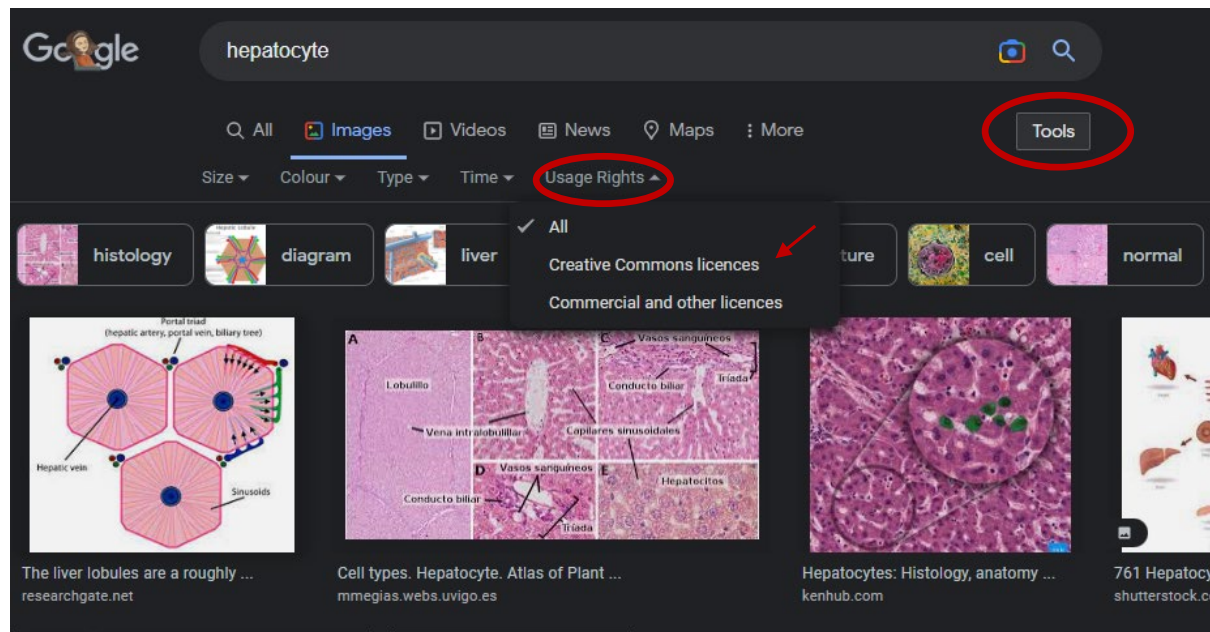 Google
hepatocyte
All Images Videos News Maps More Tools
Size Colour Type Time Usage Rights
All
Creative Commons licences
Commercial and other licences
histology diagram liver ture cell normal
Hepatic Lobule
Portal triad
(hepatic artery, portal vein, biliary tree)
Hepatic vein
Sinusoids
A B C D E
Lobulillo
Vasos sanguíneos
Conducto biliar
Tríada
Vena intralobulillar
Capilares sinusoidales
Vasos sanguíneos
Hepatocitos
Conducto biliar
Tríada
The liver lobules are a roughly ...
researchgate.net
Cell types. Hepatocyte. Atlas of Plant ...
mmegias.webs.uvigo.es
Hepatocytes: Histology, anatomy ...
kenhub.com
761 Hepatocy
shutterstock.c